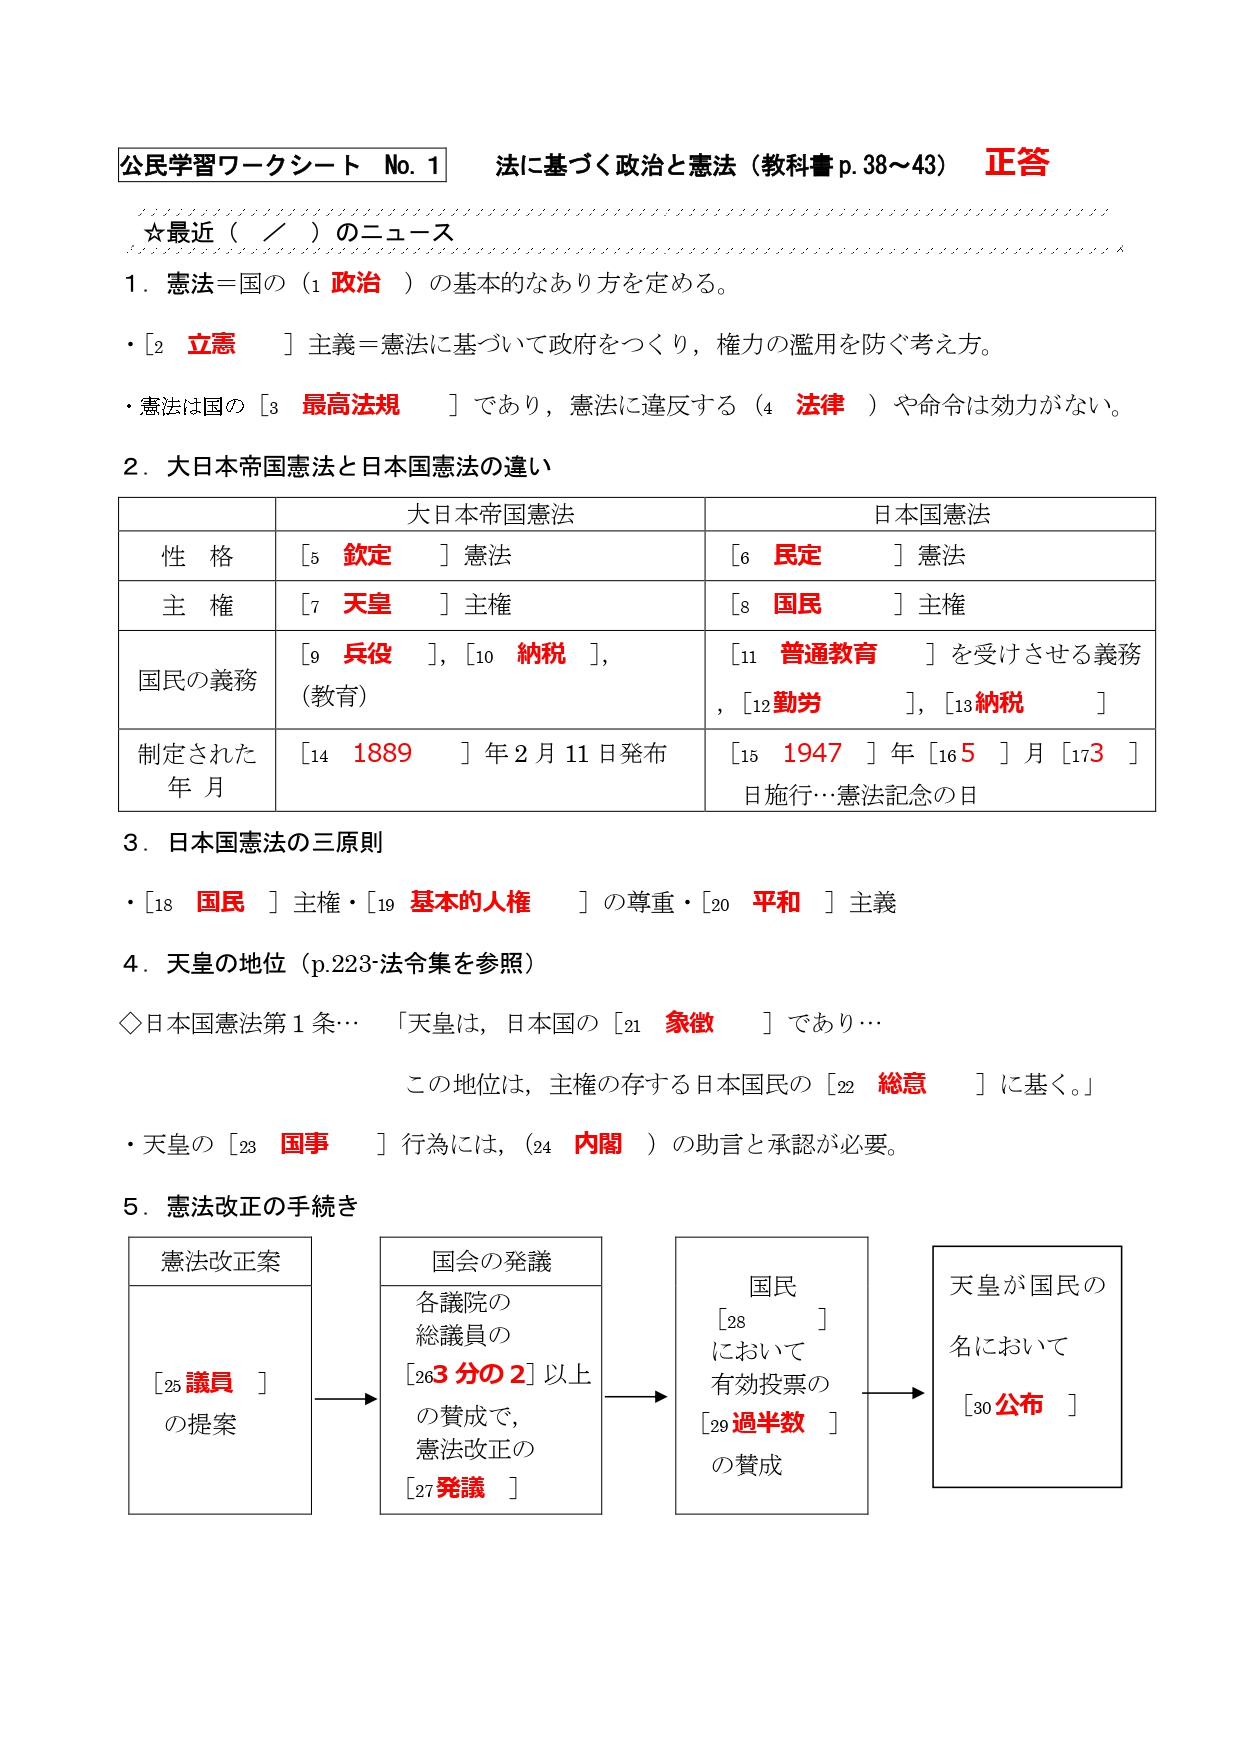 公民学習ワークシート　No. 1　　法に基づく政治と憲法（教科書 p. 38～43）　正答
☆最近（　／　）のニュース
１．憲法＝国の（1 政治　）の基本的なあり方を定める。
・［2　立憲　　］主義＝憲法に基づいて政府をつくり，権力の濫用を防ぐ考え方。
・憲法は国の［3　最高法規　　］であり，憲法に違反する（4　法律　）や命令は効力がない。
２．大日本帝国憲法と日本国憲法の違い
大日本帝国憲法　日本国憲法
性　格　［5　欽定　　］憲法　［6　民定　　　］憲法
主　権　［7　天皇　　］主権　［8　国民　　　］主権
国民の義務　［9　兵役　］，［10　納税　］，　［11　普通教育　　］を受けさせる義務
（教育）　，［12勤労　　　］，［13納税　　　］
制定された　［14　1889　　］年 2 月 11 日発布　［15　1947　］年［16 5　］月［17 3　］
年 月　日施行…憲法記念の日
３．日本国憲法の三原則
・［18　国民　］主権・［19 基本的人権　　］の尊重・［20　平和　］主義
４．天皇の地位（p.223-法令集を参照）
◇日本国憲法第 1 条…　「天皇は，日本国の［21　象徴　　］であり…
この地位は，主権の存する日本国民の［22　総意　　］に基く。」
・天皇の［23　国事　　］行為には，（24　内閣　）の助言と承認が必要。
５．憲法改正の手続き
憲法改正案
［25 議員　］
の提案
国会の発議
各議院の
総議員の
［26 3 分の 2］以上
の賛成で，
憲法改正の
［27 発議　］
国民
［28　　　］
において
有効投票の
［29 過半数　］
の賛成
天皇が国民の
名において
［30 公布　］